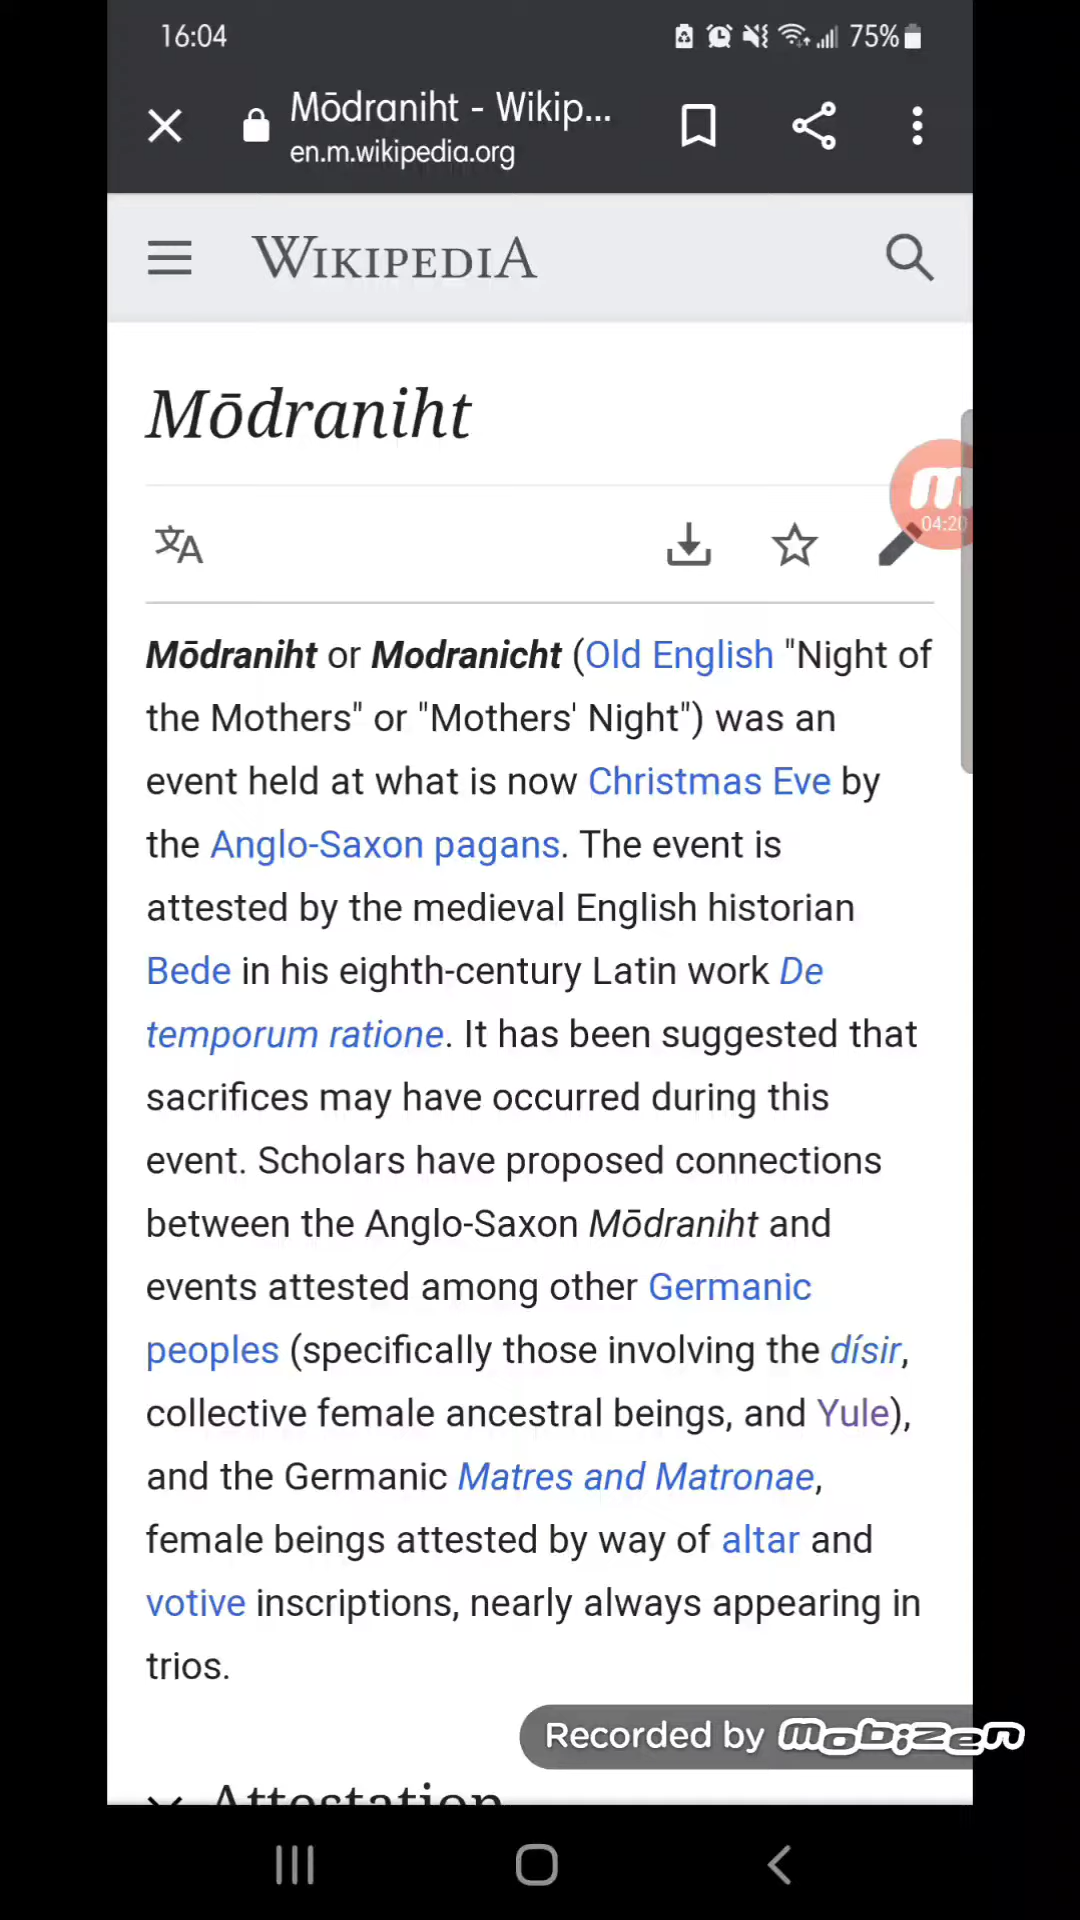 16:04
75%
Mōdraniht - Wikip...
en.m.wikipedia.org
WIKIPEDIA
Mōdraniht
m
04:20
文A
Mōdraniht or Modranicht (Old English "Night of
the Mothers" or "Mothers' Night") was an
event held at what is now Christmas Eve by
the Anglo-Saxon pagans. The event is
attested by the medieval English historian
Bede in his eighth-century Latin work De
temporum ratione. It has been suggested that
sacrifices may have occurred during this
event. Scholars have proposed connections
between the Anglo-Saxon Mōdraniht and
events attested among other Germanic
peoples (specifically those involving the dísir,
collective female ancestral beings, and Yule),
and the Germanic Matres and Matronae,
female beings attested by way of altar and
votive inscriptions, nearly always appearing in
trios.
Recorded by mobizen
Attestation